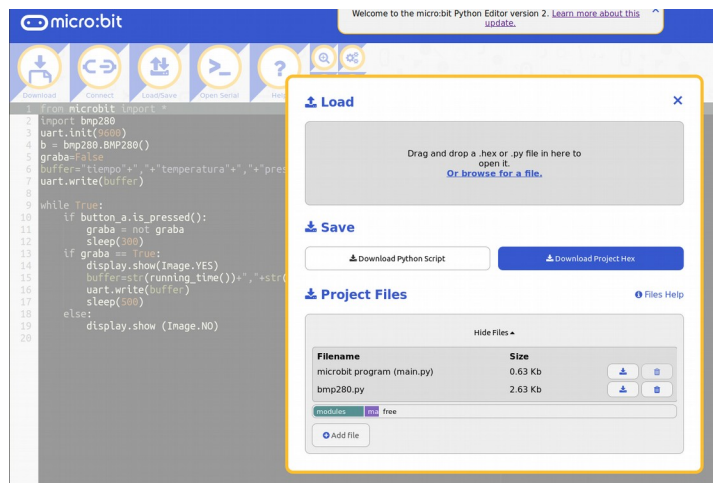 micro:bit
Welcome to the micro:bit Python Editor version 2. Learn more about this
update.
Download
Connect
Load/Save
Open Serial
Help
1 from microbit import *
2 import bmp280
3 uart.init(9600)
4 b = bmp280.BMP280()
5 graba=False
6 buffer="tiempo"+","+"temperatura"+","+"pres
7 uart.write(buffer)
8
9 while True:
10 if button_a.is_pressed():
11 graba = not graba
12 sleep(300)
13 if graba == True:
14 display.show(Image.YES)
15 buffer=str(running_time())+","+str(
16 uart.write(buffer)
17 sleep(500)
18 else:
19 display.show (Image.NO)
20
Load
Drag and drop a .hex or .py file in here to
open it.
Or browse for a file.
Save
Download Python Script
Download Project Hex
Project Files
Files Help
Hide Files
Filename Size
microbit program (main.py) 0.63 Kb
bmp280.py 2.63 Kb
modules ma free
Add file